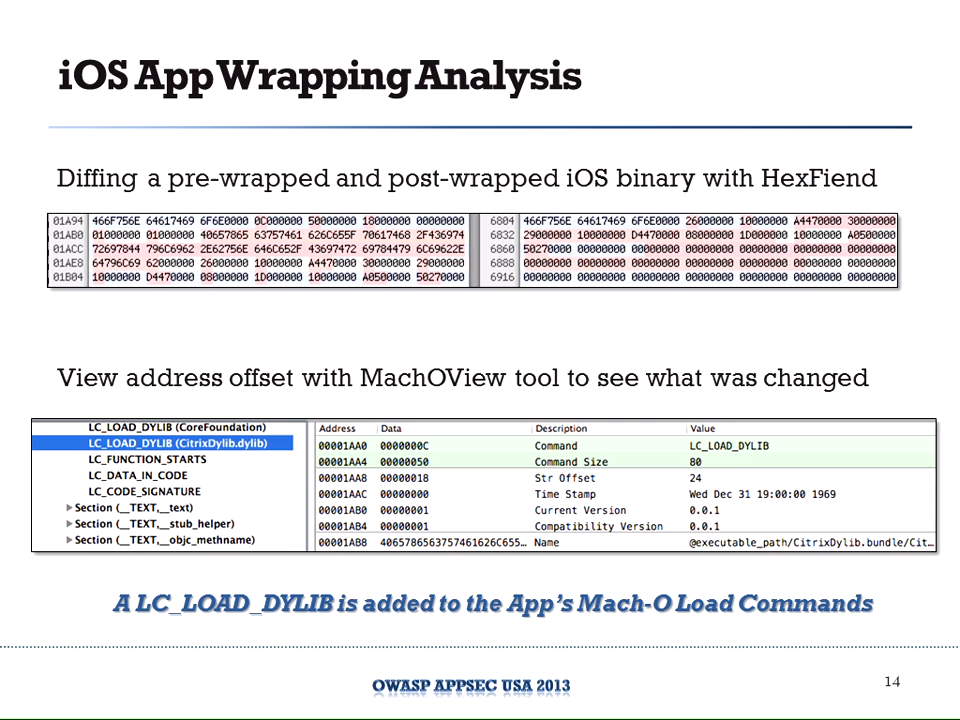 iOS App Wrapping Analysis
Diffing a pre-wrapped and post-wrapped iOS binary with HexFiend
01A94 466F756E 64617469 6F6E0000 0C000000 50000000 18000000 00000000 6804 466F756E 64617469 6F6E0000 26000000 10000000 A4470000 30000000
01AB0 01000000 01000000 40657865 63757461 626C655F 70617468 2F436974 6832 29000000 10000000 D4470000 08000000 1D000000 10000000 A0500000
01ACC 72697844 796C6962 2E62756E 646C652F 43697472 69784479 6C69622E 6860 50270000 00000000 00000000 00000000 00000000 00000000 00000000
01AE8 64796C69 62000000 26000000 10000000 A4470000 30000000 29000000 6888 00000000 00000000 00000000 00000000 00000000 00000000 00000000
01B04 10000000 D4470000 08000000 1D000000 10000000 A0500000 50270000 6916 00000000 00000000 00000000 00000000 00000000 00000000 00000000
View address offset with MachOView tool to see what was changed
LC_LOAD_DYLIB (CoreFoundation)
LC_LOAD_DYLIB (CitrixDylib.dylib)
LC_FUNCTION_STARTS
LC_DATA_IN_CODE
LC_CODE_SIGNATURE
Section (__TEXT,__text)
Section (__TEXT,__stub_helper)
Section (__TEXT,__objc_methname)
Address Data Description Value
00001AA0 0000000C Command LC_LOAD_DYLIB
00001AA4 00000050 Command Size 80
00001AA8 00000018 Str Offset 24
00001AAC 00000000 Time Stamp Wed Dec 31 19:00:00 1969
00001AB0 00000001 Current Version 0.0.1
00001AB4 00000001 Compatibility Version 0.0.1
00001AB8 4065786563757461626C655... Name @executable_path/CitrixDylib.bundle/Cit...
A LC_LOAD_DYLIB is added to the App's Mach-O Load Commands
OWASP APPSEC USA 2013
14